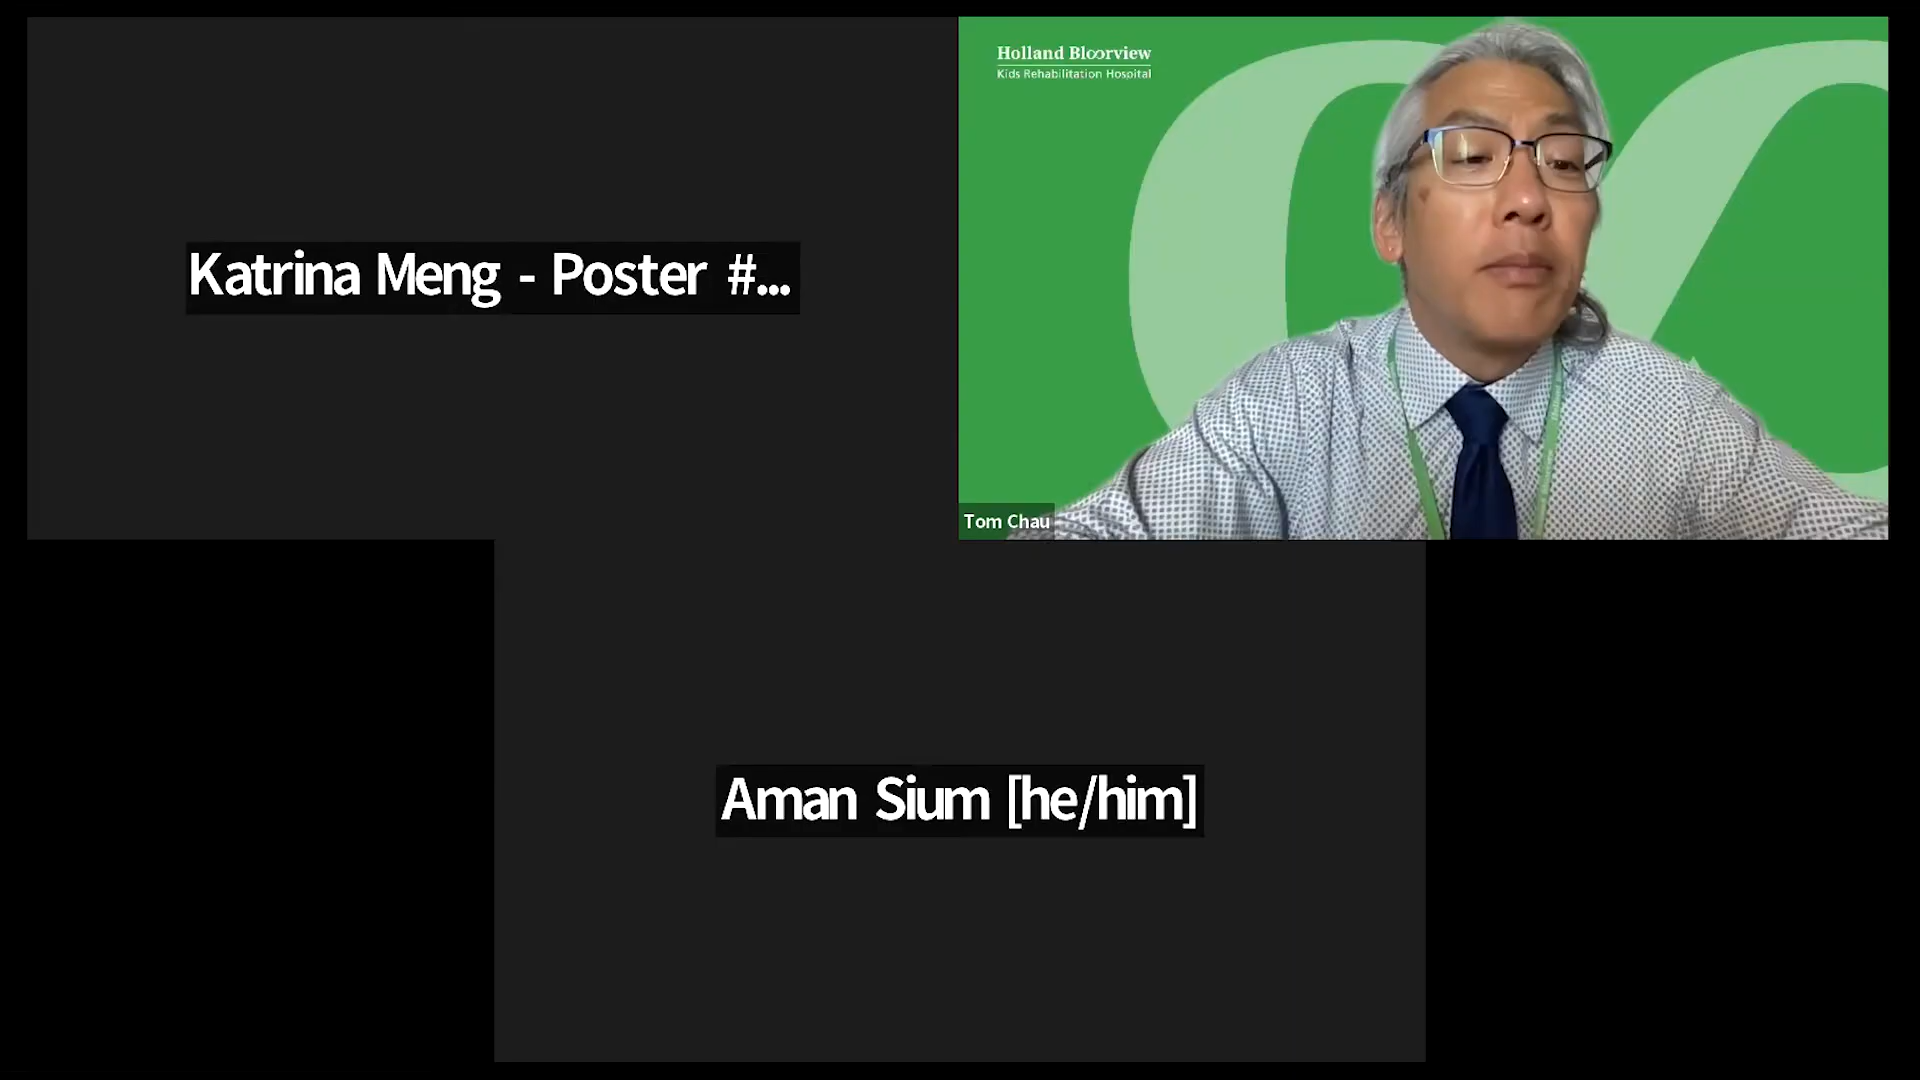 Katrina Meng - Poster #...
Holland Bloorview
Kids Rehabilitation Hospital
Tom Chau
Aman Sium [he/him]